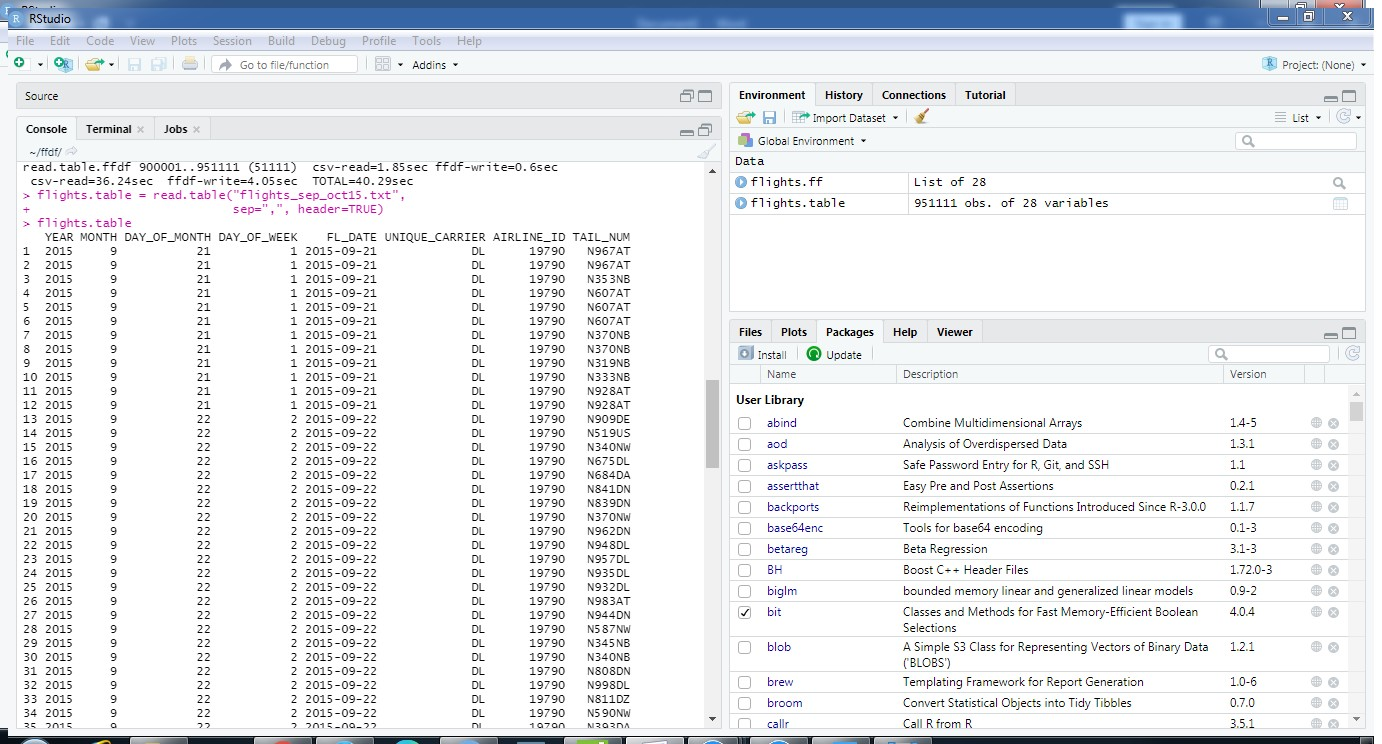 RStudio
RStudio
File Edit Code View Plots Session Build Debug Profile Tools Help
Go to file/function
Addins
Project: (None)
Source
Console Terminal Jobs
~/ffdf/
read.table.ffdf 900001..951111 (51111)  csv-read=1.85sec ffdf-write=0.6sec
csv-read=36.24sec  ffdf-write=4.05sec  TOTAL=40.29sec
> flights.table = read.table("flights_sep_oct15.txt",
+ sep=",", header=TRUE)
> flights.table
YEAR MONTH DAY_OF_MONTH DAY_OF_WEEK FL_DATE UNIQUE_CARRIER AIRLINE_ID TAIL_NUM
1 2015 9 21 1 2015-09-21 DL 19790 N967AT
2 2015 9 21 1 2015-09-21 DL 19790 N967AT
3 2015 9 21 1 2015-09-21 DL 19790 N353NB
4 2015 9 21 1 2015-09-21 DL 19790 N607AT
5 2015 9 21 1 2015-09-21 DL 19790 N607AT
6 2015 9 21 1 2015-09-21 DL 19790 N607AT
7 2015 9 21 1 2015-09-21 DL 19790 N370NB
8 2015 9 21 1 2015-09-21 DL 19790 N370NB
9 2015 9 21 1 2015-09-21 DL 19790 N319NB
10 2015 9 21 1 2015-09-21 DL 19790 N333NB
11 2015 9 21 1 2015-09-21 DL 19790 N928AT
12 2015 9 21 1 2015-09-21 DL 19790 N928AT
13 2015 9 22 2 2015-09-22 DL 19790 N909DE
14 2015 9 22 2 2015-09-22 DL 19790 N519US
15 2015 9 22 2 2015-09-22 DL 19790 N340NW
16 2015 9 22 2 2015-09-22 DL 19790 N675DL
17 2015 9 22 2 2015-09-22 DL 19790 N684DA
18 2015 9 22 2 2015-09-22 DL 19790 N841DN
19 2015 9 22 2 2015-09-22 DL 19790 N839DN
20 2015 9 22 2 2015-09-22 DL 19790 N370NW
21 2015 9 22 2 2015-09-22 DL 19790 N962DN
22 2015 9 22 2 2015-09-22 DL 19790 N948DL
23 2015 9 22 2 2015-09-22 DL 19790 N957DL
24 2015 9 22 2 2015-09-22 DL 19790 N935DL
25 2015 9 22 2 2015-09-22 DL 19790 N932DL
26 2015 9 22 2 2015-09-22 DL 19790 N983AT
27 2015 9 22 2 2015-09-22 DL 19790 N944DN
28 2015 9 22 2 2015-09-22 DL 19790 N587NW
29 2015 9 22 2 2015-09-22 DL 19790 N345NB
30 2015 9 22 2 2015-09-22 DL 19790 N340NB
31 2015 9 22 2 2015-09-22 DL 19790 N808DN
32 2015 9 22 2 2015-09-22 DL 19790 N998DL
33 2015 9 22 2 2015-09-22 DL 19790 N811DZ
34 2015 9 22 2 2015-09-22 DL 19790 N590NW
35 2015 9 22 2 2015-09-22 DL 19790 N393DA
Environment History Connections Tutorial
Import Dataset
List
Global Environment
Data
flights.ff List of 28
flights.table 951111 obs. of 28 variables
Files Plots Packages Help Viewer
Install Update
Name Description Version
User Library
abind Combine Multidimensional Arrays 1.4-5
aod Analysis of Overdispersed Data 1.3.1
askpass Safe Password Entry for R, Git, and SSH 1.1
assertthat Easy Pre and Post Assertions 0.2.1
backports Reimplementations of Functions Introduced Since R-3.0.0 1.1.7
base64enc Tools for base64 encoding 0.1-3
betareg Beta Regression 3.1-3
BH Boost C++ Header Files 1.72.0-3
biglm bounded memory linear and generalized linear models 0.9-2
bit Classes and Methods for Fast Memory-Efficient Boolean 4.0.4
Selections
blob A Simple S3 Class for Representing Vectors of Binary Data 1.2.1
('BLOBS')
brew Templating Framework for Report Generation 1.0-6
broom Convert Statistical Objects into Tidy Tibbles 0.7.0
callr Call R from R 3.5.1